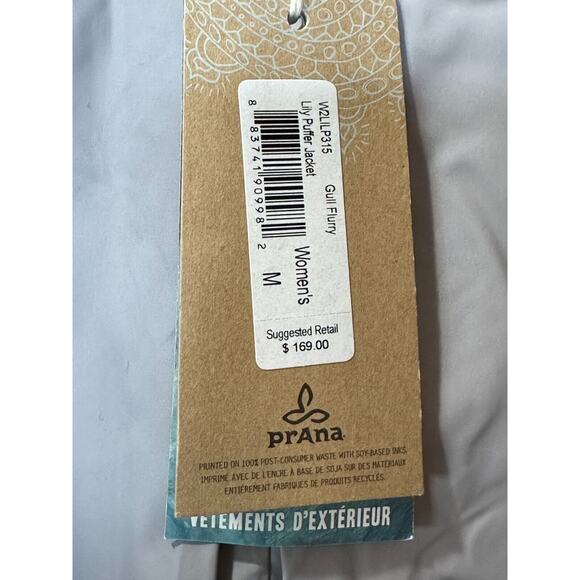 W2LILP315 Gull Flurry
Lily Puffer Jacket
8 83741 90998 2
Women's
M
Suggested Retail
$ 169.00
prAna
PRINTED ON 100% POST-CONSUMER WASTE WITH SOY-BASED INKS.
IMPRIMÉ AVEC DE L'ENCRE À BASE DE SOJA SUR DES MATÉRIAUX
ENTIÈREMENT FABRIQUÉS DE PRODUITS RECYCLÉS.
VÊTEMENTS D'EXTÉRIEUR